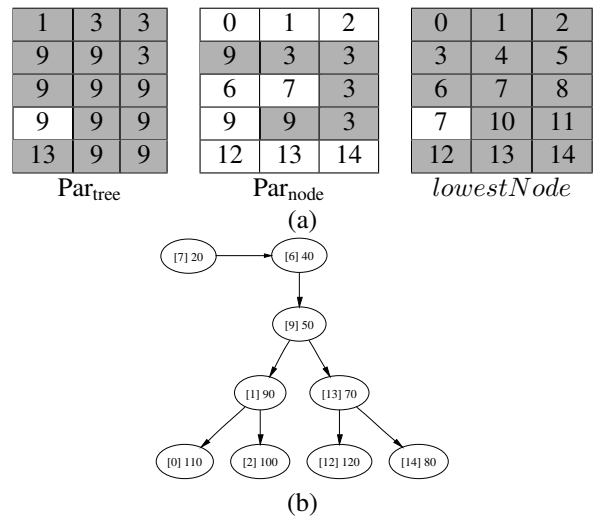 1 3 3 0 1 2 0 1 2
9 9 3 9 3 3 3 4 5
9 9 9 6 7 3 6 7 8
9 9 9 9 9 3 7 10 11
13 9 9 12 13 14 12 13 14
Par_tree Par_node lowestNode
(a)
[7] 20 [6] 40
[9] 50
[1] 90 [13] 70
[0] 110 [2] 100 [12] 120 [14] 80
(b)